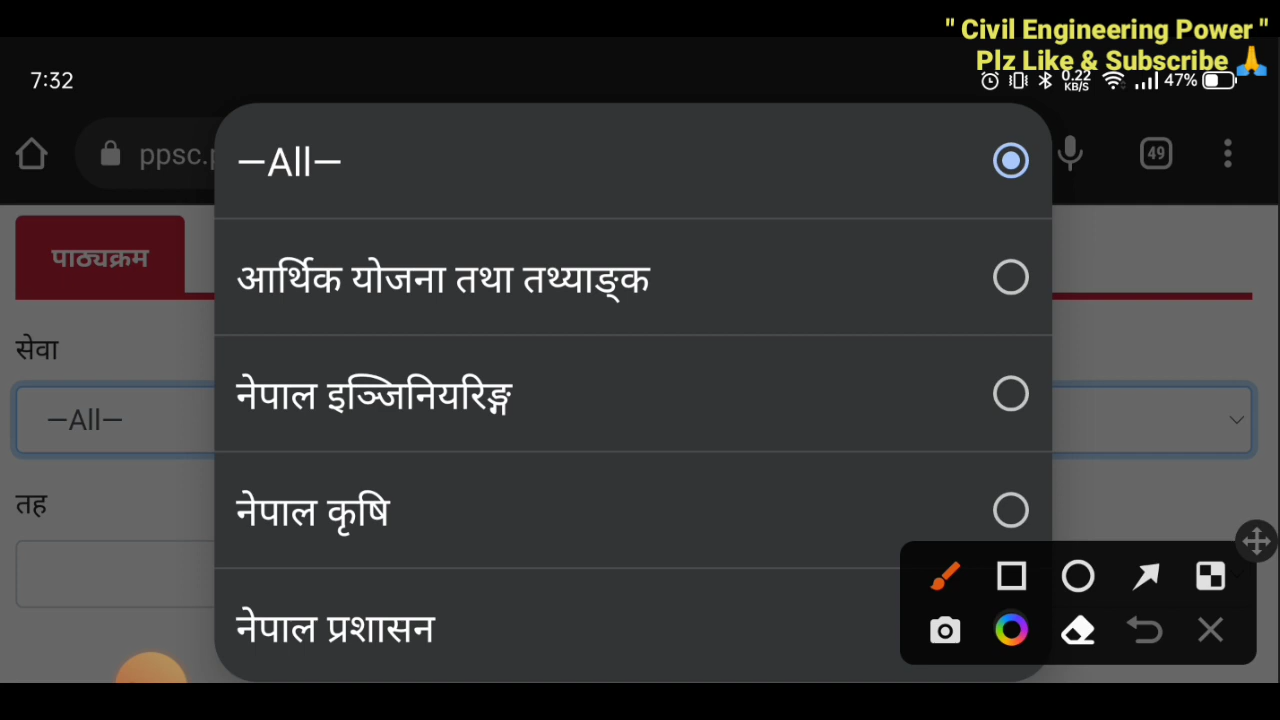 " Civil Engineering Power "
Plz Like & Subscribe 🙏
7:32
0.22
KB/S
47%
ppsc.
49
—All—
आर्थिक योजना तथा तथ्याङ्क
नेपाल इञ्जिनियरिङ्ग
नेपाल कृषि
नेपाल प्रशासन
पाठ्यक्रम
सेवा
—All—
तह